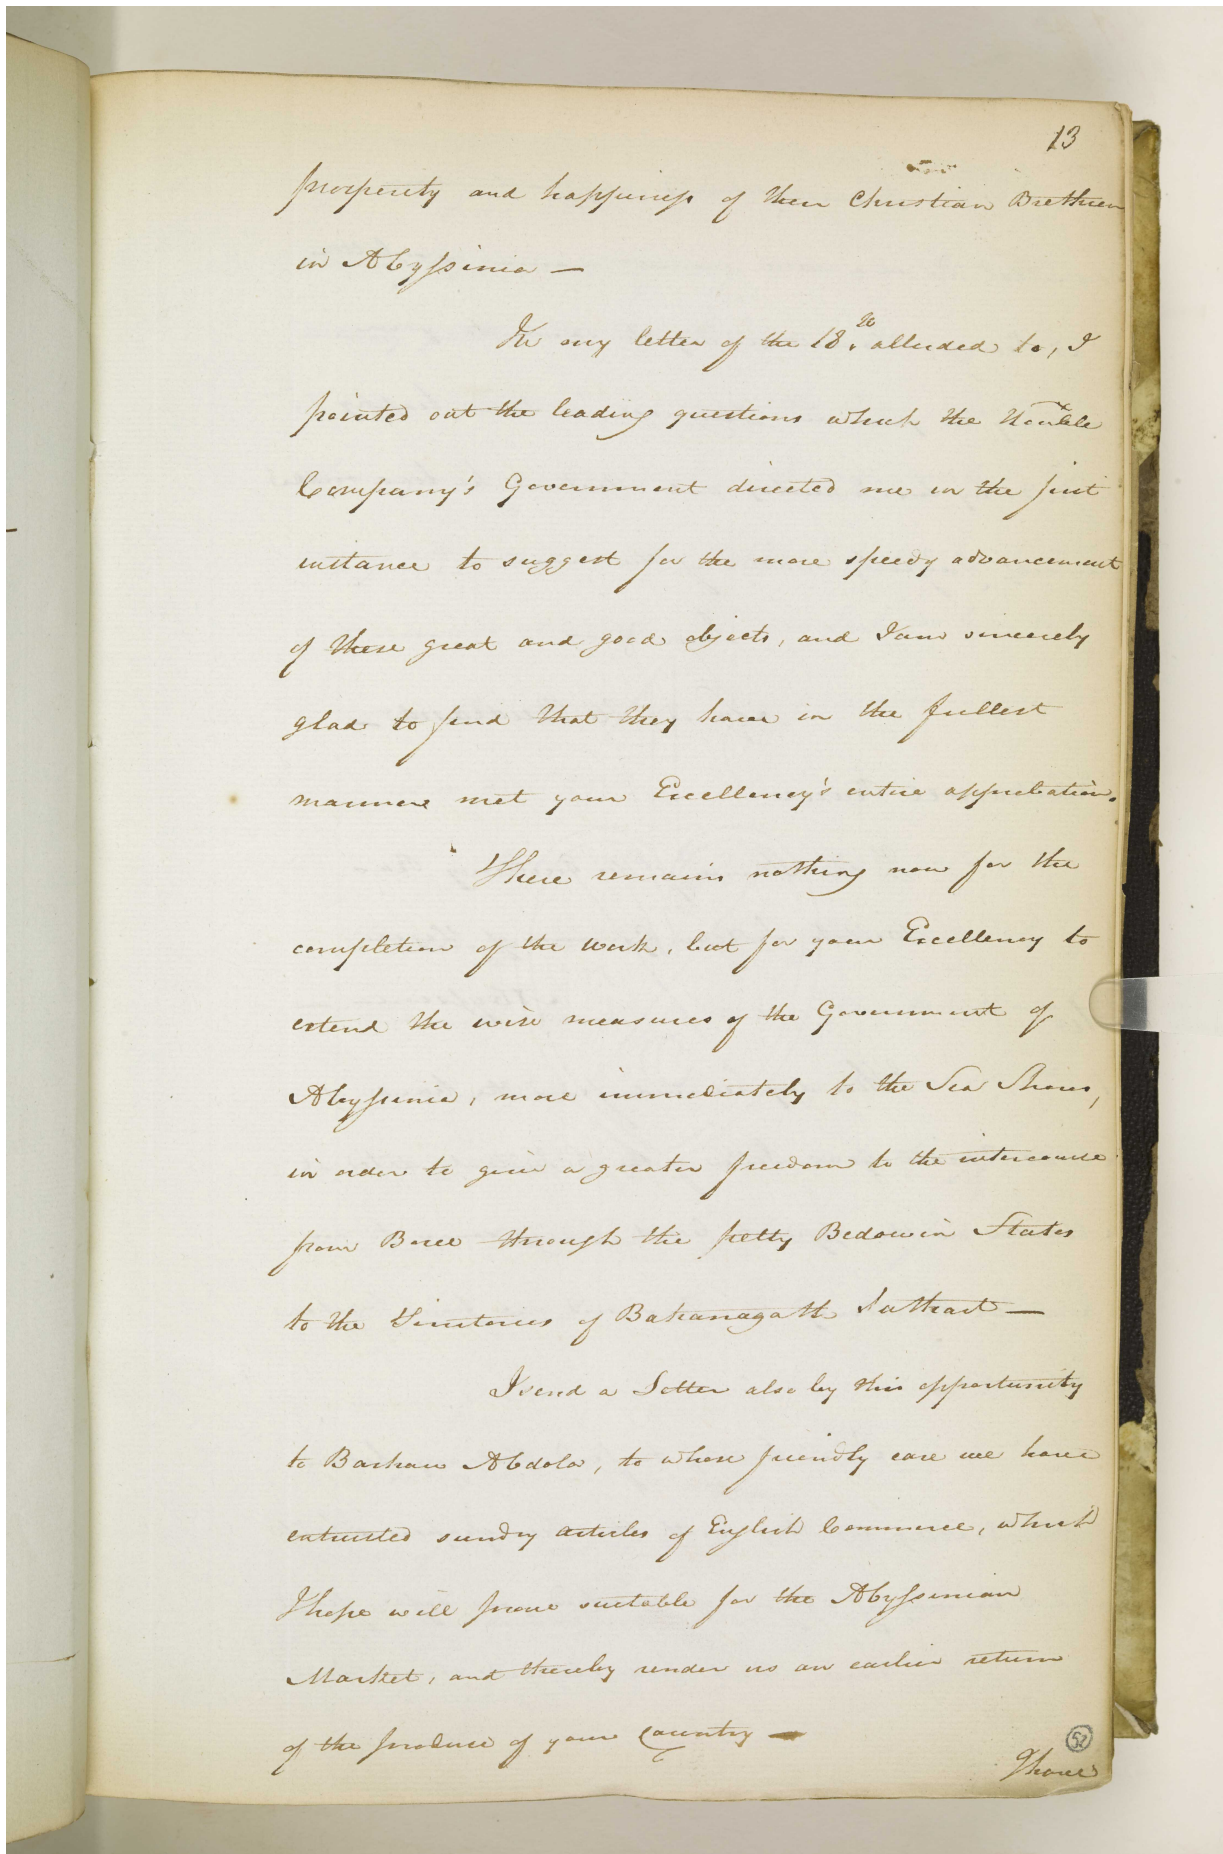 13
prosperity and happiness of their Christian Brethren
in Abyssinia —
In my letter of the 18.th alluded to, I
pointed out the leading questions which the Honble
Company's Government directed me in the first
instance to suggest for the more speedy advancement
of these great and good objects, and I am sincerely
glad to find that they have in the fullest
manner met your Excellency's entire approbation.
There remains nothing now for the
completion of the work, but for your Excellency to
extend the wise measures of the Government of
Abyssinia, more immediately to the Sea Shores,
in order to give a greater freedom to the intercourse
from Buree through the petty Bedowin States
to the Territories of Bahanagash
I send a Letter also by this opportunity
to Bashaw Abdola, to whose friendly care we have
entrusted sundry articles of English Commerce, which
I hope will prove suitable for the Abyssinian
Market, and thereby render us an earlier return
of the produce of your Country —
52
I have